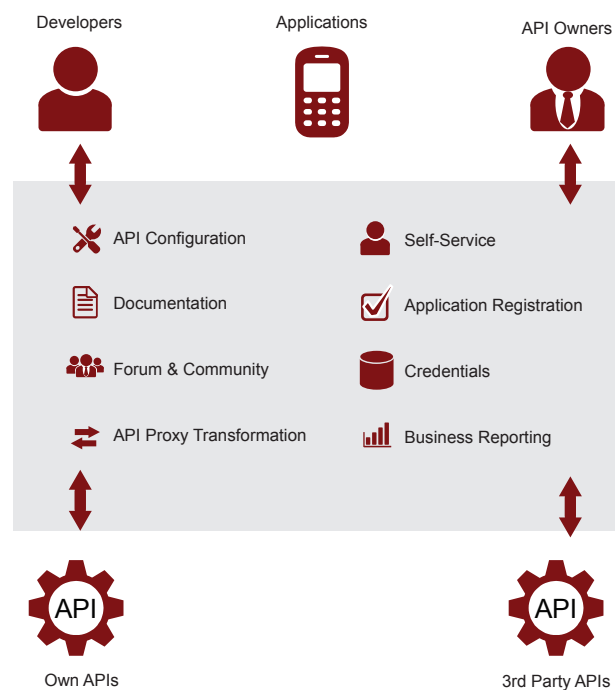 Developers
Applications
API Owners
API Configuration
Self-Service
Documentation
Application Registration
Forum & Community
Credentials
API Proxy Transformation
Business Reporting
API
API
Own APIs
3rd Party APIs